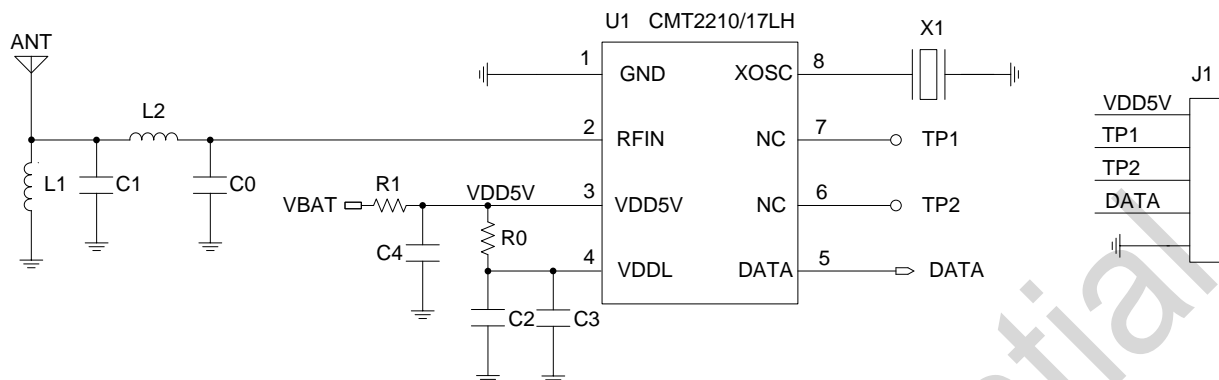 U1 CMT2210/17LH
ANT
X1
J1
1
GND
XOSC
8
VDD5V
L2
2
RFIN
NC
7
TP1
TP1
L1
C1
C0
TP2
R1
VDD5V
3
VDD5V
NC
6
TP2
DATA
VBAT
R0
C4
4
VDDL
DATA
5
DATA
C2
C3